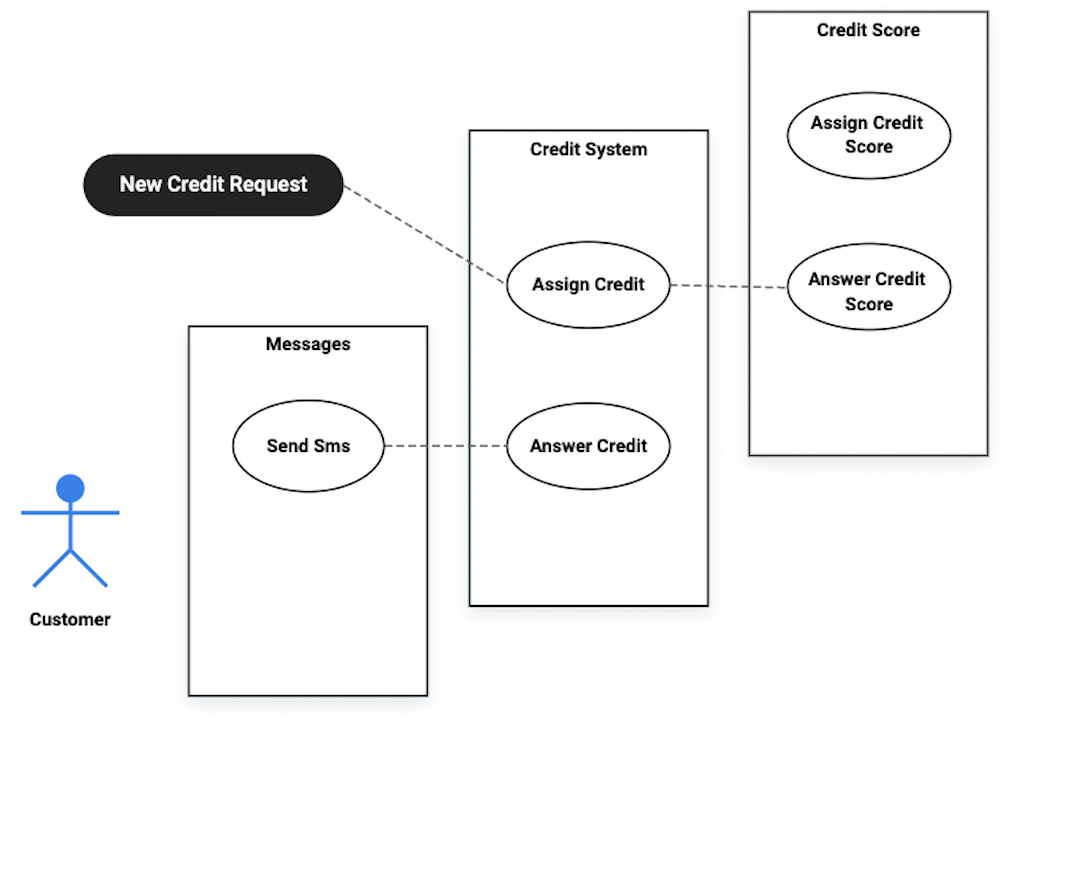 Credit Score
Assign Credit
Score
Credit System
New Credit Request
Assign Credit
Answer Credit
Score
Messages
Send Sms
Answer Credit
Customer